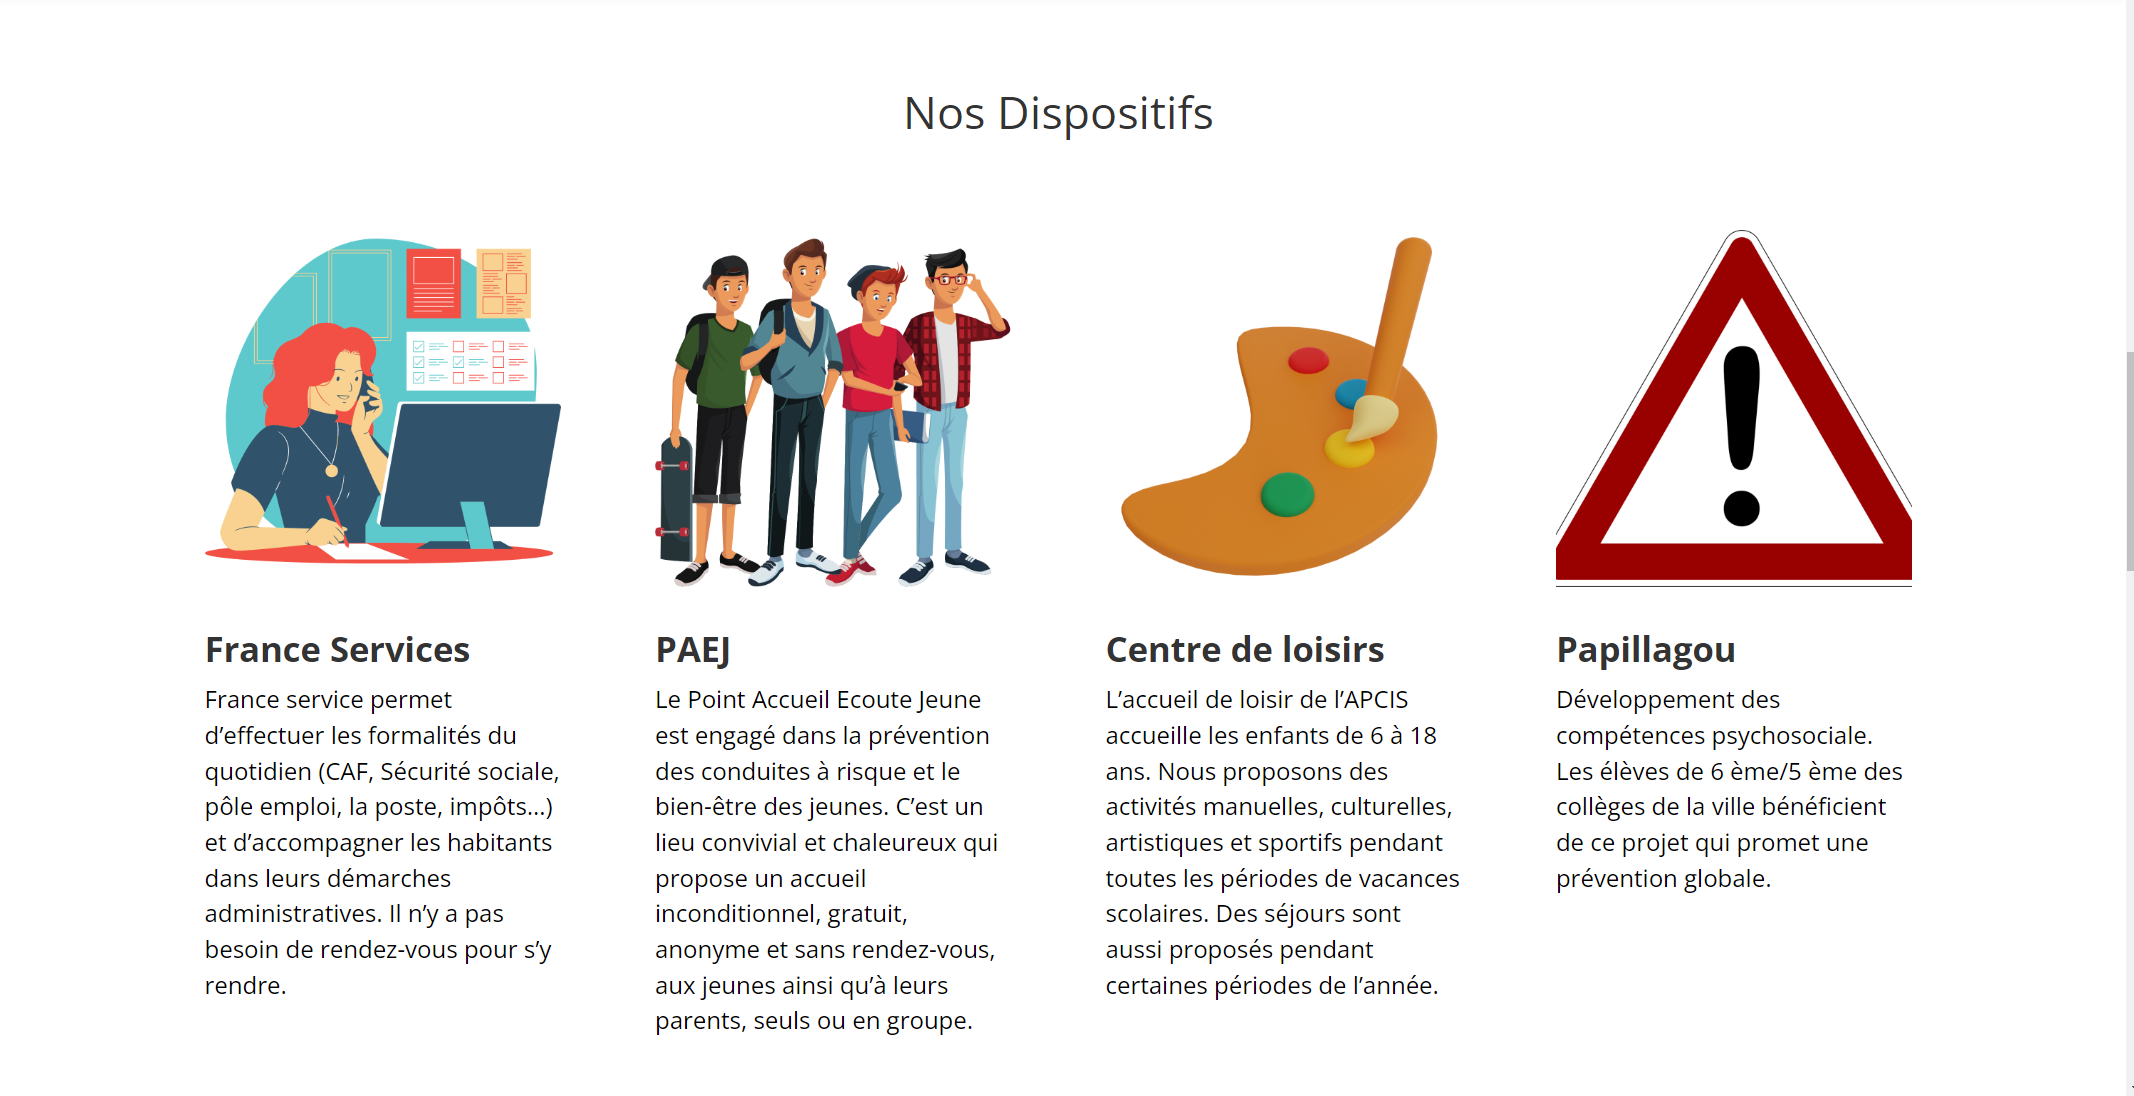 Nos Dispositifs
France Services
France service permet
d’effectuer les formalités du
quotidien (CAF, Sécurité sociale,
pôle emploi, la poste, impôts…)
et d’accompagner les habitants
dans leurs démarches
administratives. Il n’y a pas
besoin de rendez-vous pour s’y
rendre.
PAEJ
Le Point Accueil Ecoute Jeune
est engagé dans la prévention
des conduites à risque et le
bien-être des jeunes. C’est un
lieu convivial et chaleureux qui
propose un accueil
inconditionnel, gratuit,
anonyme et sans rendez-vous,
aux jeunes ainsi qu’à leurs
parents, seuls ou en groupe.
Centre de loisirs
L’accueil de loisir de l’APCIS
accueille les enfants de 6 à 18
ans. Nous proposons des
activités manuelles, culturelles,
artistiques et sportifs pendant
toutes les périodes de vacances
scolaires. Des séjours sont
aussi proposés pendant
certaines périodes de l’année.
Papillagou
Développement des
compétences psychosociale.
Les élèves de 6 ème/5 ème des
collèges de la ville bénéficient
de ce projet qui promet une
prévention globale.